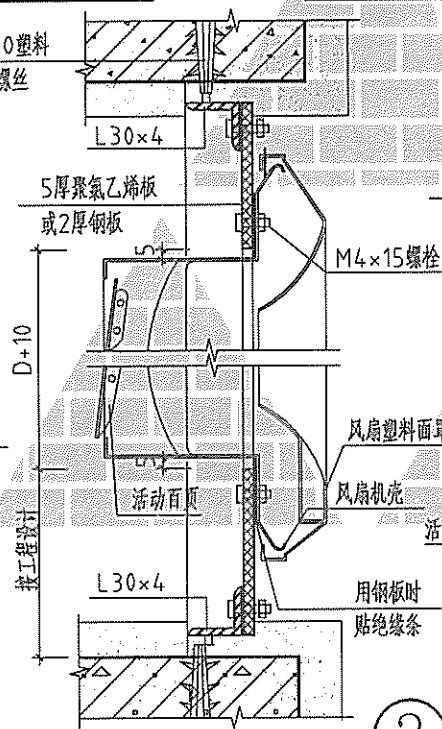 0塑料
螺丝
L30×4
5厚聚氯乙烯板
或2厚钢板
5
M4×15螺栓
D+10
风扇塑料面罩
5
活动百页
风扇机壳
活
按工程设计
L30×4
用钢板时
贴绝缘条
2